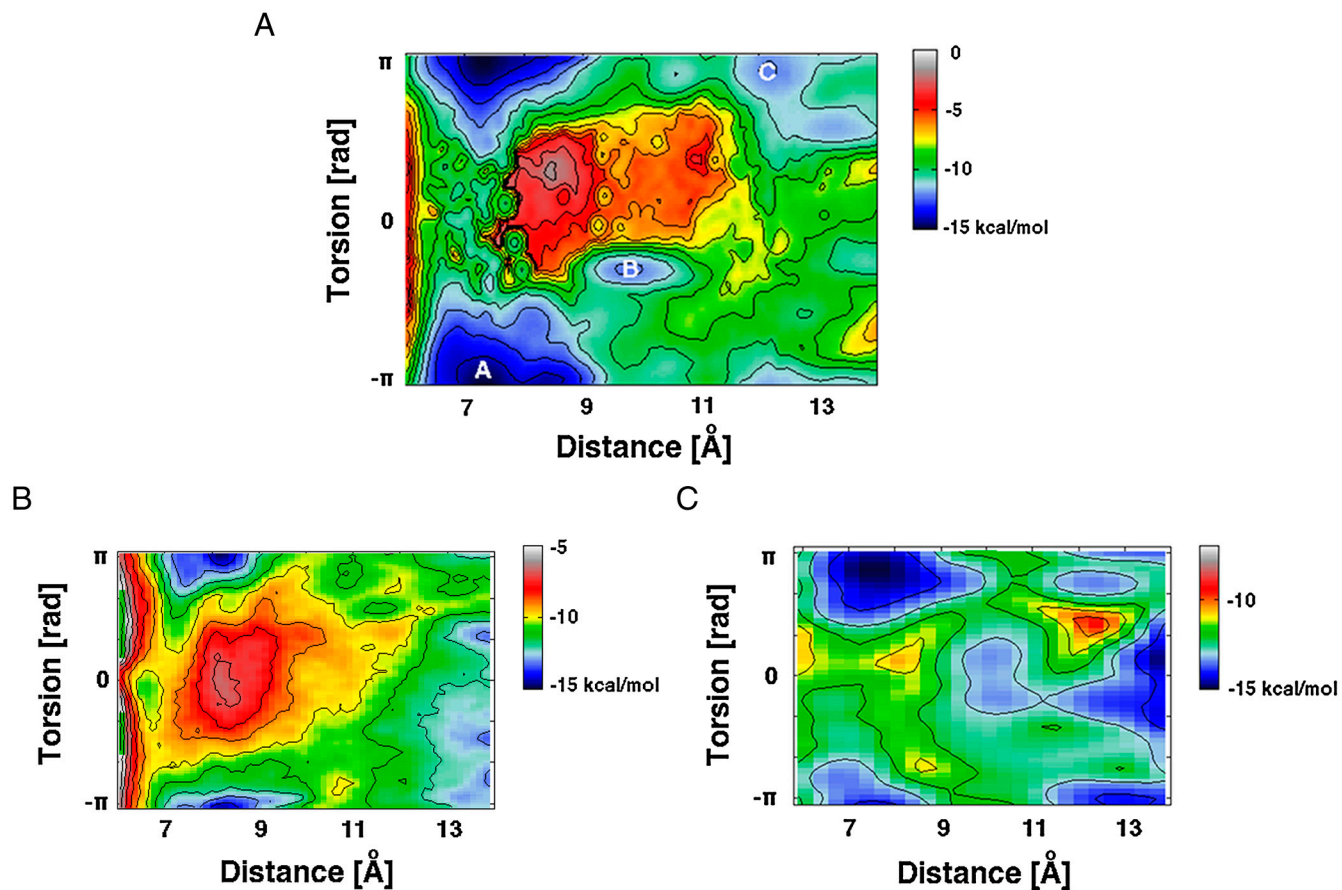 A
π
0
-π
Torsion [rad]
C
B
A
7 9 11 13
Distance [Å]
0
-5
-10
-15 kcal/mol
B
π
0
-π
Torsion [rad]
7 9 11 13
Distance [Å]
-5
-10
-15 kcal/mol
C
π
0
-π
Torsion [rad]
7 9 11 13
Distance [Å]
-10
-15 kcal/mol